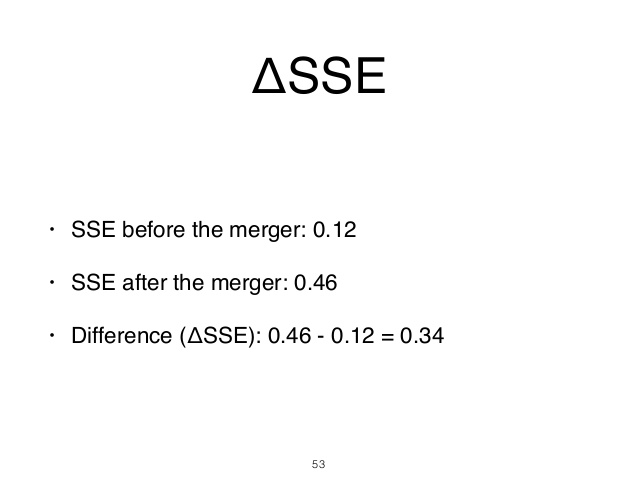 ΔSSE
• SSE before the merger: 0.12
• SSE after the merger: 0.46
• Difference (ΔSSE): 0.46 - 0.12 = 0.34
53